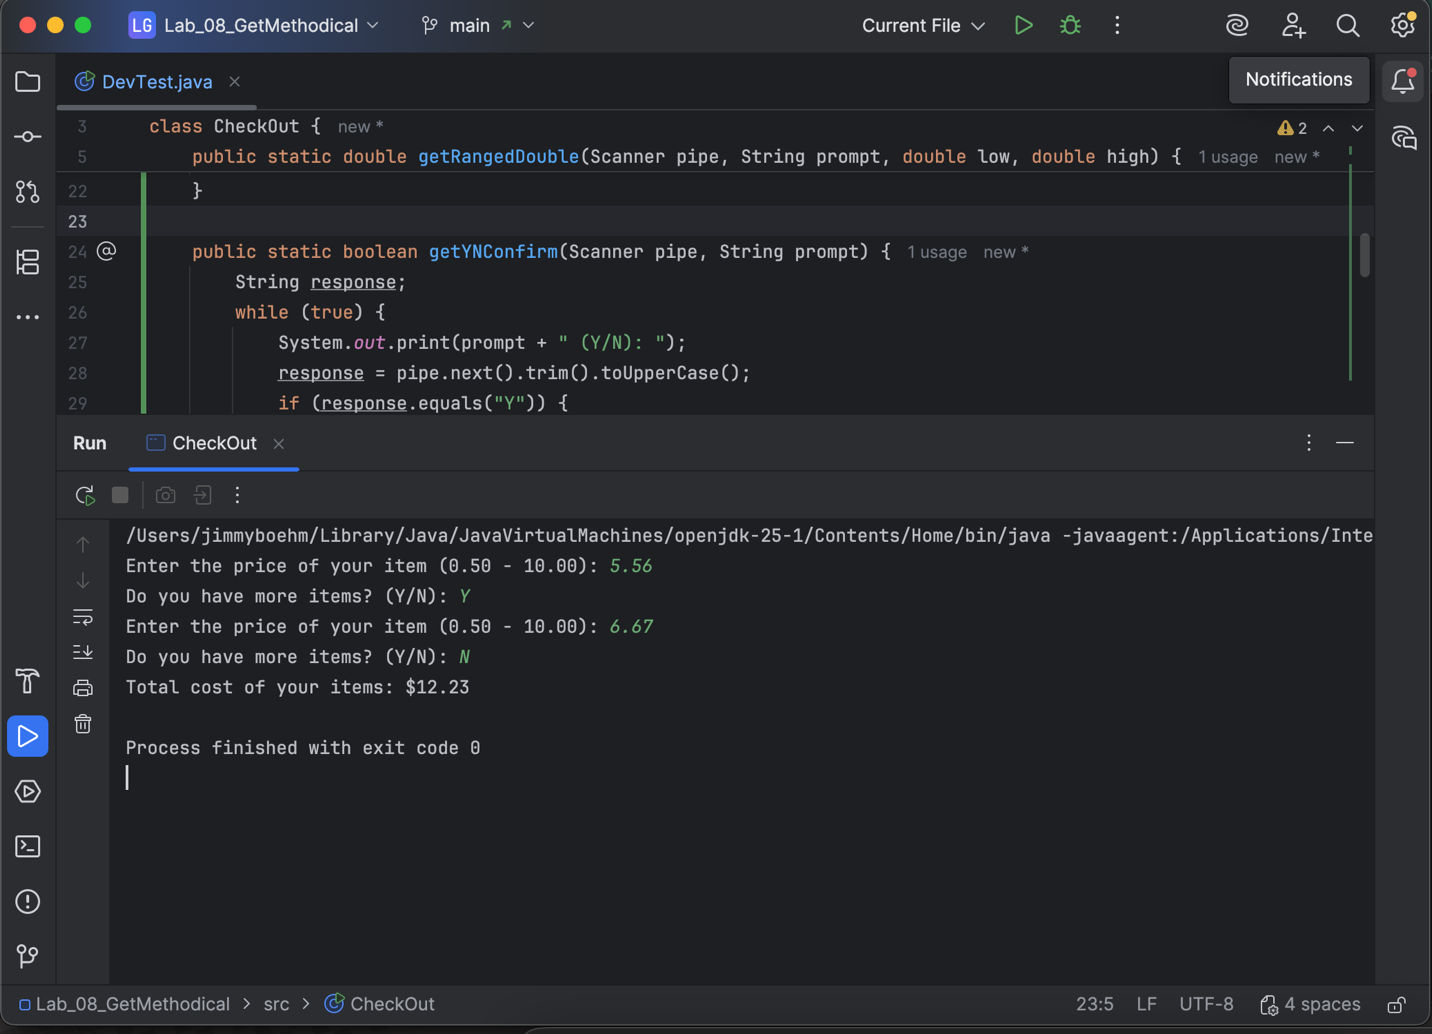 LG Lab_08_GetMethodical main Current File
DevTest.java
Notifications
3 class CheckOut { new *
2
5 public static double getRangedDouble(Scanner pipe, String prompt, double low, double high) { 1 usage new *
22 }
23
24 @ public static boolean getYNConfirm(Scanner pipe, String prompt) { 1 usage new *
25 String response;
26 while (true) {
27 System.out.print(prompt + " (Y/N): ");
28 response = pipe.next().trim().toUpperCase();
29 if (response.equals("Y")) {
Run CheckOut
/Users/jimmyboehm/Library/Java/JavaVirtualMachines/openjdk-25-1/Contents/Home/bin/java -javaagent:/Applications/Inte
Enter the price of your item (0.50 - 10.00): 5.56
Do you have more items? (Y/N): Y
Enter the price of your item (0.50 - 10.00): 6.67
Do you have more items? (Y/N): N
Total cost of your items: $12.23
Process finished with exit code 0
Lab_08_GetMethodical > src > CheckOut 23:5 LF UTF-8 4 spaces